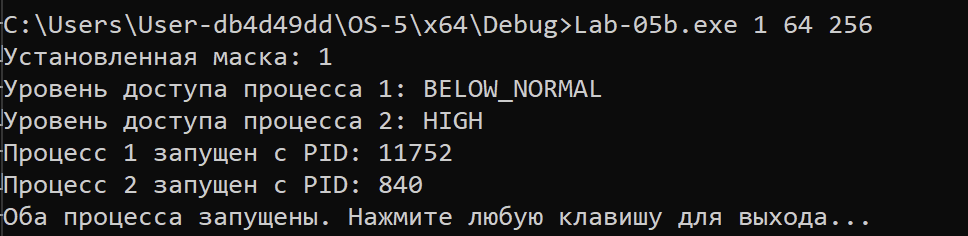 C:\Users\User-db4d49dd\OS-5\x64\Debug>Lab-05b.exe 1 64 256
Установленная маска: 1
Уровень доступа процесса 1: BELOW_NORMAL
Уровень доступа процесса 2: HIGH
Процесс 1 запущен с PID: 11752
Процесс 2 запущен с PID: 840
Оба процесса запущены. Нажмите любую клавишу для выхода...